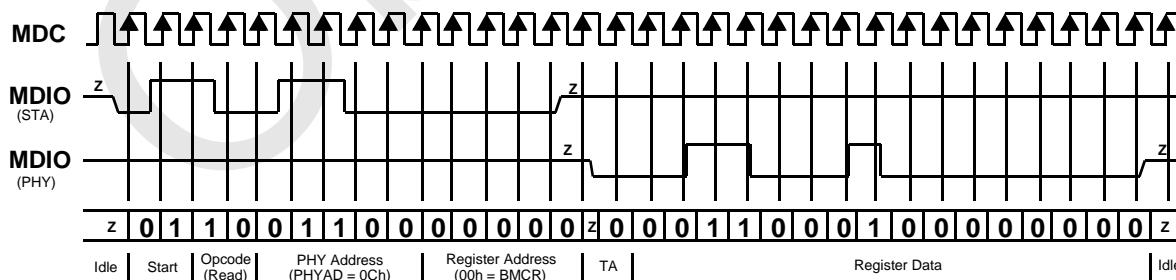 MDC
z
z
MDIO
(STA)
z
z
MDIO
(PHY)
z 0 1 1 0 0 1 1 0 0 0 0 0 0 0 z 0 0 0 1 1 0 0 0 1 0 0 0 0 0 0 0 0 z
Idle Start Opcode (Read) PHY Address (PHYAD = 0Ch) Register Address (00h = BMCR) TA Register Data Idle